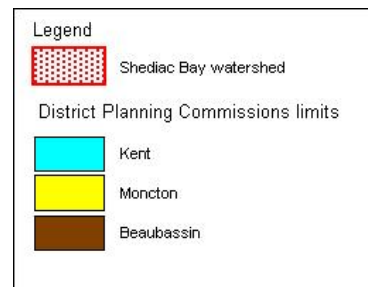 Legend
Shediac Bay watershed
District Planning Commissions limits
Kent
Moncton
Beaubassin